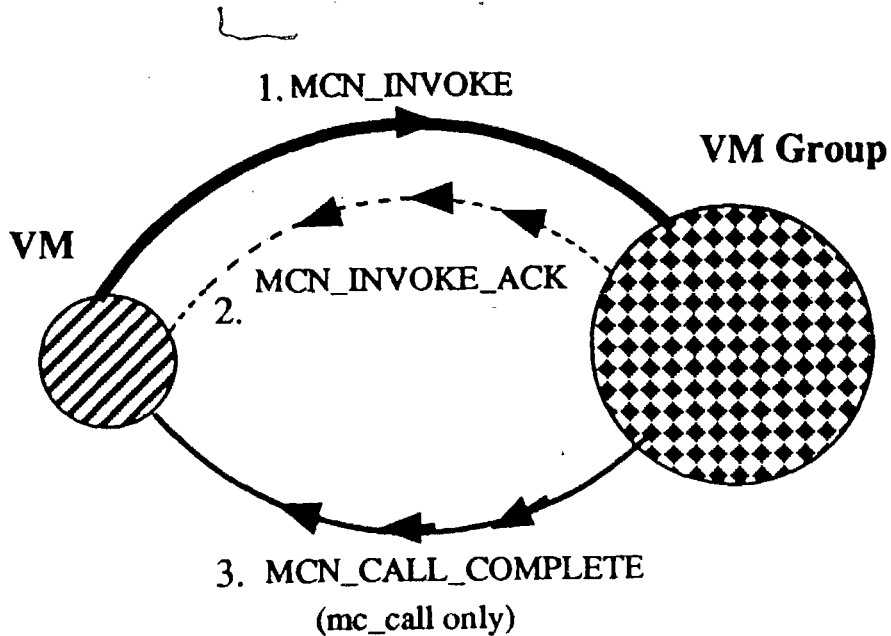 1. MCN_INVOKE
VM Group
VM
MCN_INVOKE_ACK
2.
3. MCN_CALL_COMPLETE
(mc_call only)